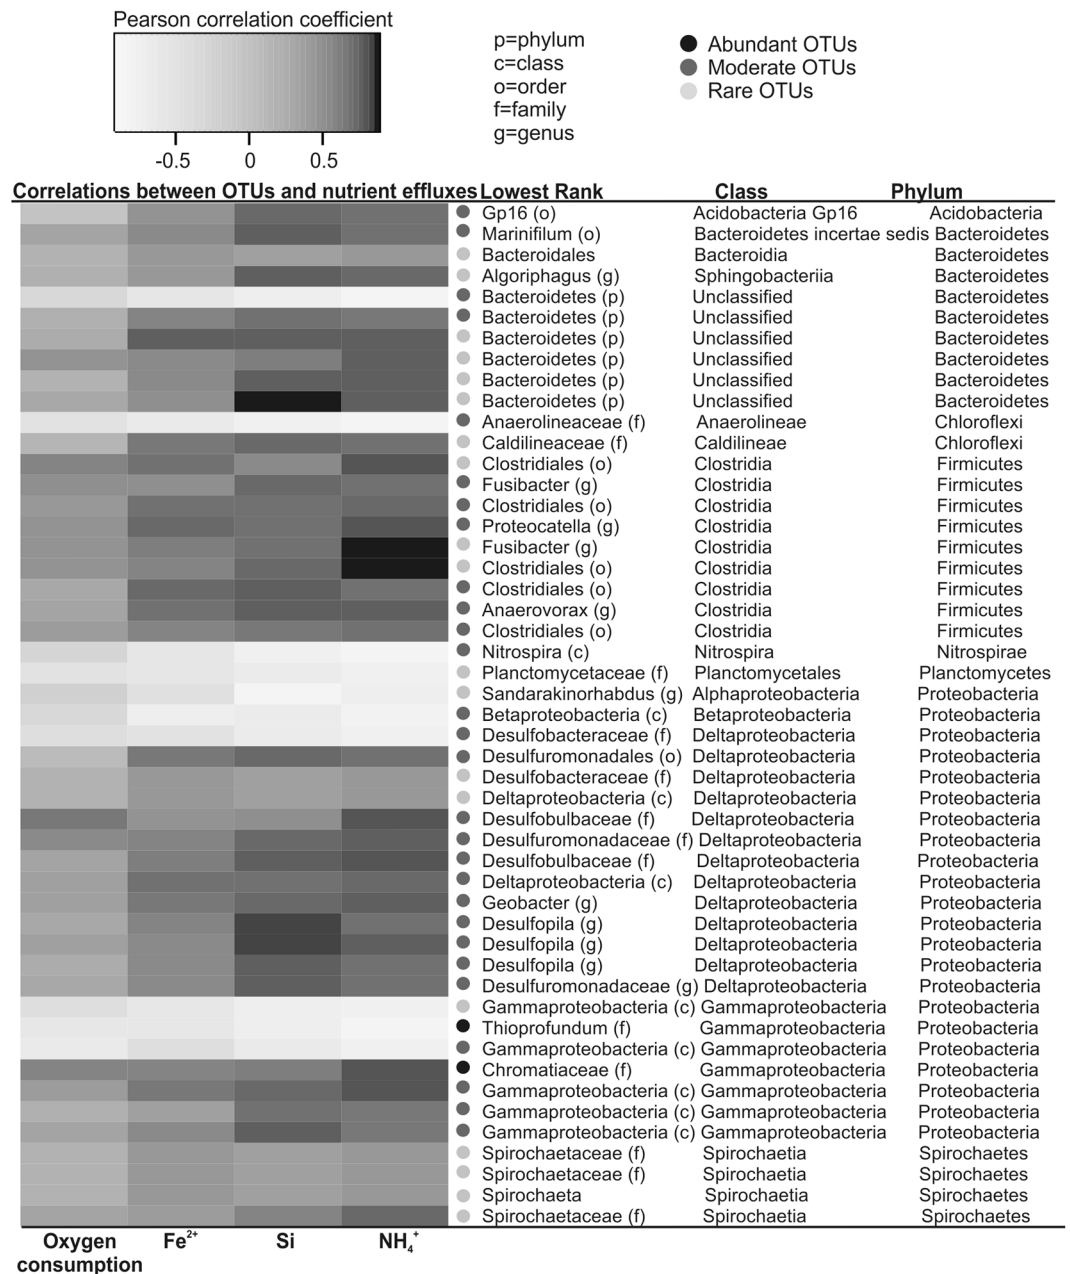 Pearson correlation coefficient
-0.5 0 0.5
p=phylum
c=class
o=order
f=family
g=genus
Abundant OTUs
Moderate OTUs
Rare OTUs
Correlations between OTUs and nutrient effluxes Lowest Rank Class Phylum
Gp16 (o) Acidobacteria Gp16 Acidobacteria
Marinifilum (o) Bacteroidetes incertae sedis Bacteroidetes
Bacteroidales Bacteroidia Bacteroidetes
Algoriphagus (g) Sphingobacteriia Bacteroidetes
Bacteroidetes (p) Unclassified Bacteroidetes
Bacteroidetes (p) Unclassified Bacteroidetes
Bacteroidetes (p) Unclassified Bacteroidetes
Bacteroidetes (p) Unclassified Bacteroidetes
Bacteroidetes (p) Unclassified Bacteroidetes
Bacteroidetes (p) Unclassified Bacteroidetes
Anaerolineaceae (f) Anaerolineae Chloroflexi
Caldilineaceae (f) Caldilineae Chloroflexi
Clostridiales (o) Clostridia Firmicutes
Fusibacter (g) Clostridia Firmicutes
Clostridiales (o) Clostridia Firmicutes
Proteocatella (g) Clostridia Firmicutes
Fusibacter (g) Clostridia Firmicutes
Clostridiales (o) Clostridia Firmicutes
Clostridiales (o) Clostridia Firmicutes
Anaerovorax (g) Clostridia Firmicutes
Clostridiales (o) Clostridia Firmicutes
Nitrospira (c) Nitrospira Nitrospirae
Planctomycetaceae (f) Planctomycetales Planctomycetes
Sandarakinorhabdus (g) Alphaproteobacteria Proteobacteria
Betaproteobacteria (c) Betaproteobacteria Proteobacteria
Desulfobacteraceae (f) Deltaproteobacteria Proteobacteria
Desulfuromonadales (o) Deltaproteobacteria Proteobacteria
Desulfobacteraceae (f) Deltaproteobacteria Proteobacteria
Deltaproteobacteria (c) Deltaproteobacteria Proteobacteria
Desulfobulbaceae (f) Deltaproteobacteria Proteobacteria
Desulfuromonadaceae (f) Deltaproteobacteria Proteobacteria
Desulfobulbaceae (f) Deltaproteobacteria Proteobacteria
Deltaproteobacteria (c) Deltaproteobacteria Proteobacteria
Geobacter (g) Deltaproteobacteria Proteobacteria
Desulfopila (g) Deltaproteobacteria Proteobacteria
Desulfopila (g) Deltaproteobacteria Proteobacteria
Desulfopila (g) Deltaproteobacteria Proteobacteria
Desulfuromonadaceae (g) Deltaproteobacteria Proteobacteria
Gammaproteobacteria (c) Gammaproteobacteria Proteobacteria
Thioprofundum (f) Gammaproteobacteria Proteobacteria
Gammaproteobacteria (c) Gammaproteobacteria Proteobacteria
Chromatiaceae (f) Gammaproteobacteria Proteobacteria
Gammaproteobacteria (c) Gammaproteobacteria Proteobacteria
Gammaproteobacteria (c) Gammaproteobacteria Proteobacteria
Gammaproteobacteria (c) Gammaproteobacteria Proteobacteria
Spirochaetaceae (f) Spirochaetia Spirochaetes
Spirochaetaceae (f) Spirochaetia Spirochaetes
Spirochaeta Spirochaetia Spirochaetes
Spirochaetaceae (f) Spirochaetia Spirochaetes
Oxygen Fe²⁺ Si NH₄⁺
consumption